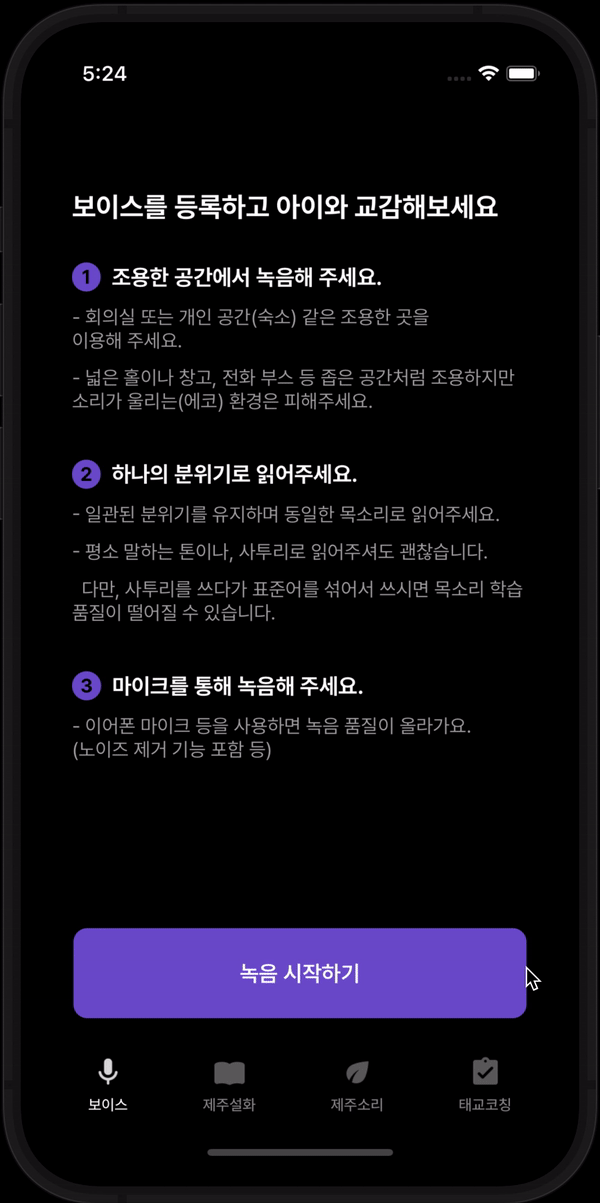 5:24
보이스를 등록하고 아이와 교감해보세요
1 조용한 공간에서 녹음해 주세요.
- 회의실 또는 개인 공간(숙소) 같은 조용한 곳을
이용해 주세요.
- 넓은 홀이나 창고, 전화 부스 등 좁은 공간처럼 조용하지만
소리가 울리는(에코) 환경은 피해주세요.
2 하나의 분위기로 읽어주세요.
- 일관된 분위기를 유지하며 동일한 목소리로 읽어주세요.
- 평소 말하는 톤이나, 사투리로 읽어주셔도 괜찮습니다.
다만, 사투리를 쓰다가 표준어를 섞어서 쓰시면 목소리 학습
품질이 떨어질 수 있습니다.
3 마이크를 통해 녹음해 주세요.
- 이어폰 마이크 등을 사용하면 녹음 품질이 올라가요.
(노이즈 제거 기능 포함 등)
녹음 시작하기
보이스 제주설화 제주소리 태교코칭